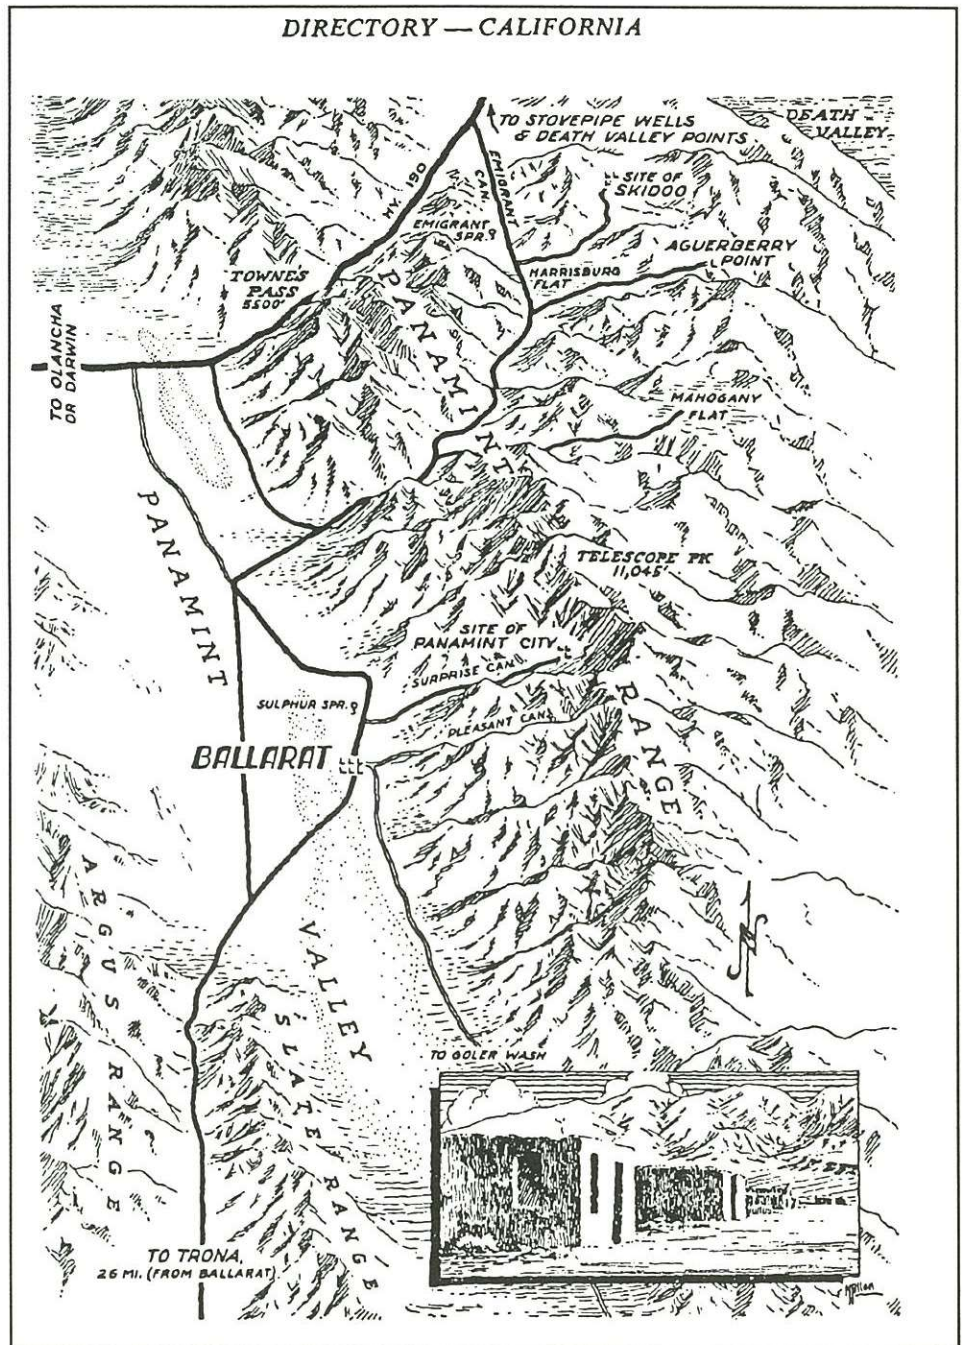 DIRECTORY — CALIFORNIA
TO STOVEPIPE WELLS
& DEATH VALLEY POINTS
DEATH
VALLEY
HY. 190
EMIGRANT
CAN.
SITE OF
SKIDOO
EMIGRANT
SPR.
AGUERBERRY
POINT
HARRISBURG
FLAT
TOWNE'S
PASS
5500'
PANAMINT
TO OLANCHA
OR DARWIN
MAHOGANY
FLAT
PANAMINT
TELESCOPE PK
11,045'
SITE OF
PANAMINT CITY
SURPRISE CAN.
RANGE
SULPHUR SPR.
PLEASANT CAN.
BALLARAT
ARGUS RANGE
VALLEY
N
SLATE RANGE
TO GOLER WASH
TO TRONA,
26 MI. (FROM BALLARAT)